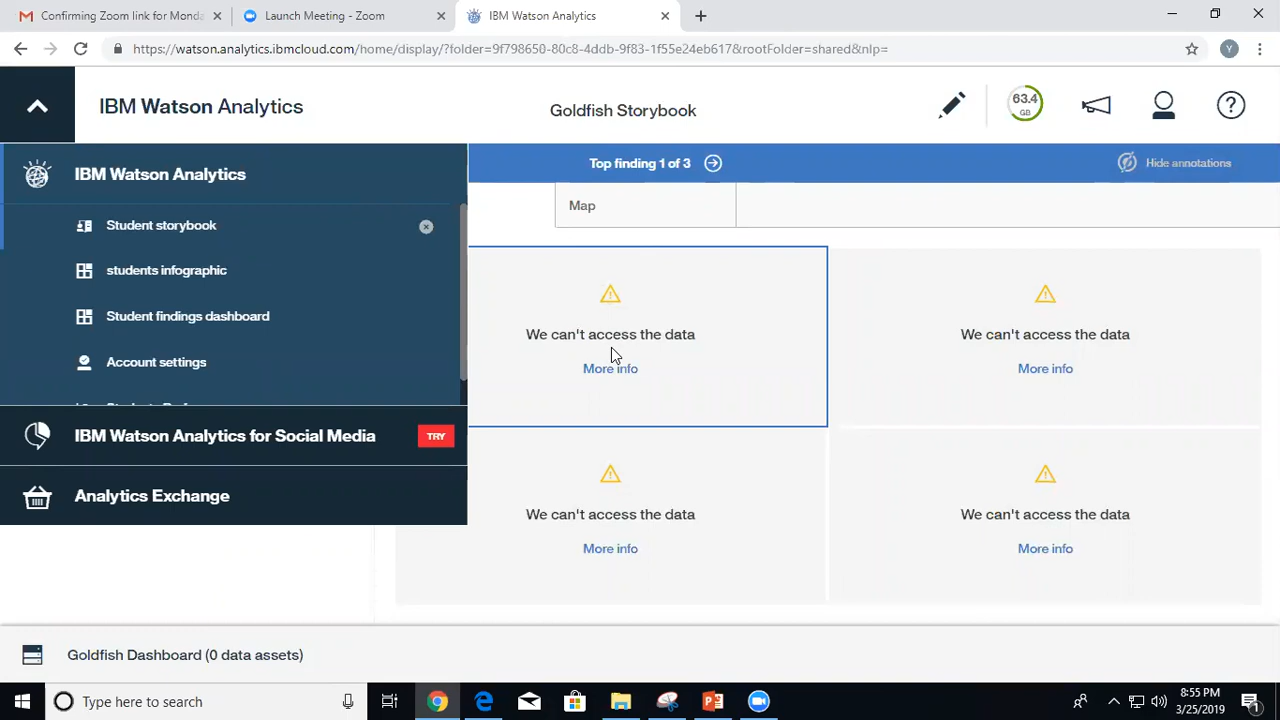 Confirming Zoom link for Monda
Launch Meeting - Zoom
IBM Watson Analytics
https://watson.analytics.ibmcloud.com/home/display/?folder=9f798650-80c8-4ddb-9f83-1f55e24eb617&rootFolder=shared&nlp=
Y
IBM Watson Analytics
Goldfish Storybook
63.4
GB
IBM Watson Analytics
Top finding 1 of 3
Hide annotations
Student storybook
Map
students infographic
Student findings dashboard
Account settings
IBM Watson Analytics for Social Media
TRY
Analytics Exchange
We can't access the data
More info
We can't access the data
More info
We can't access the data
More info
We can't access the data
More info
Goldfish Dashboard (0 data assets)
Type here to search
8:55 PM
3/25/2019
1